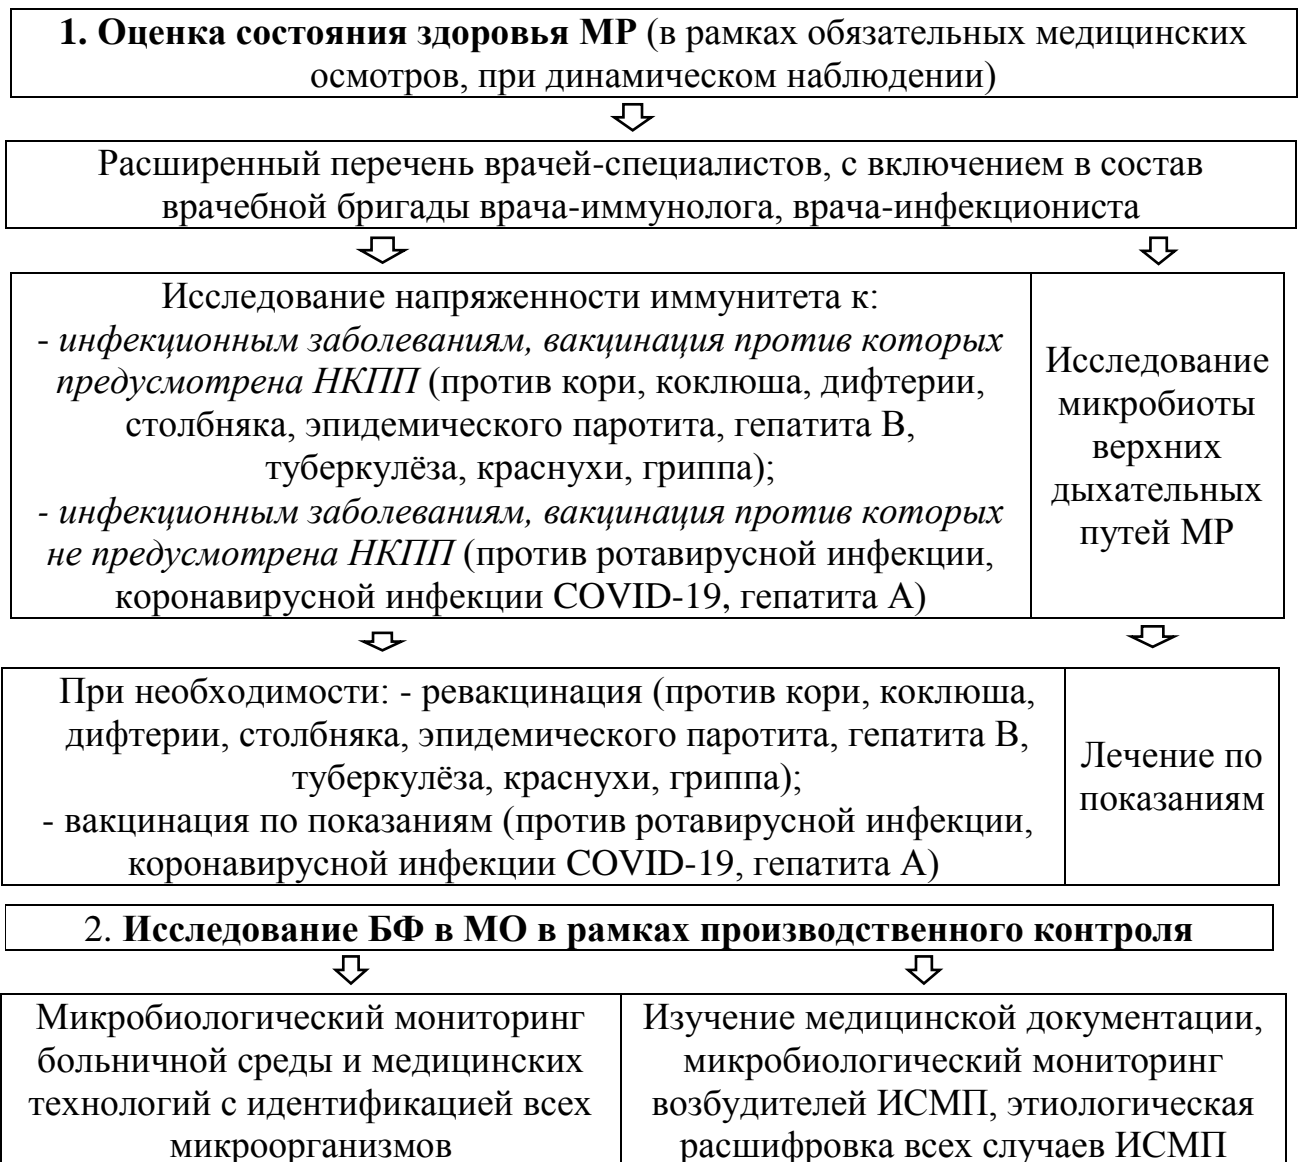 1. Оценка состояния здоровья МР (в рамках обязательных медицинских
осмотров, при динамическом наблюдении)
Расширенный перечень врачей-специалистов, с включением в состав
врачебной бригады врача-иммунолога, врача-инфекциониста
Исследование напряженности иммунитета к:
- инфекционным заболеваниям, вакцинация против которых
предусмотрена НКПП (против кори, коклюша, дифтерии,
столбняка, эпидемического паротита, гепатита В,
туберкулёза, краснухи, гриппа);
- инфекционным заболеваниям, вакцинация против которых
не предусмотрена НКПП (против ротавирусной инфекции,
коронавирусной инфекции COVID-19, гепатита А)
Исследование
микробиоты
верхних
дыхательных
путей МР
При необходимости: - ревакцинация (против кори, коклюша,
дифтерии, столбняка, эпидемического паротита, гепатита В,
туберкулёза, краснухи, гриппа);
- вакцинация по показаниям (против ротавирусной инфекции,
коронавирусной инфекции COVID-19, гепатита А)
Лечение по
показаниям
2. Исследование БФ в МО в рамках производственного контроля
Микробиологический мониторинг
больничной среды и медицинских
технологий с идентификацией всех
микроорганизмов
Изучение медицинской документации,
микробиологический мониторинг
возбудителей ИСМП, этиологическая
расшифровка всех случаев ИСМП